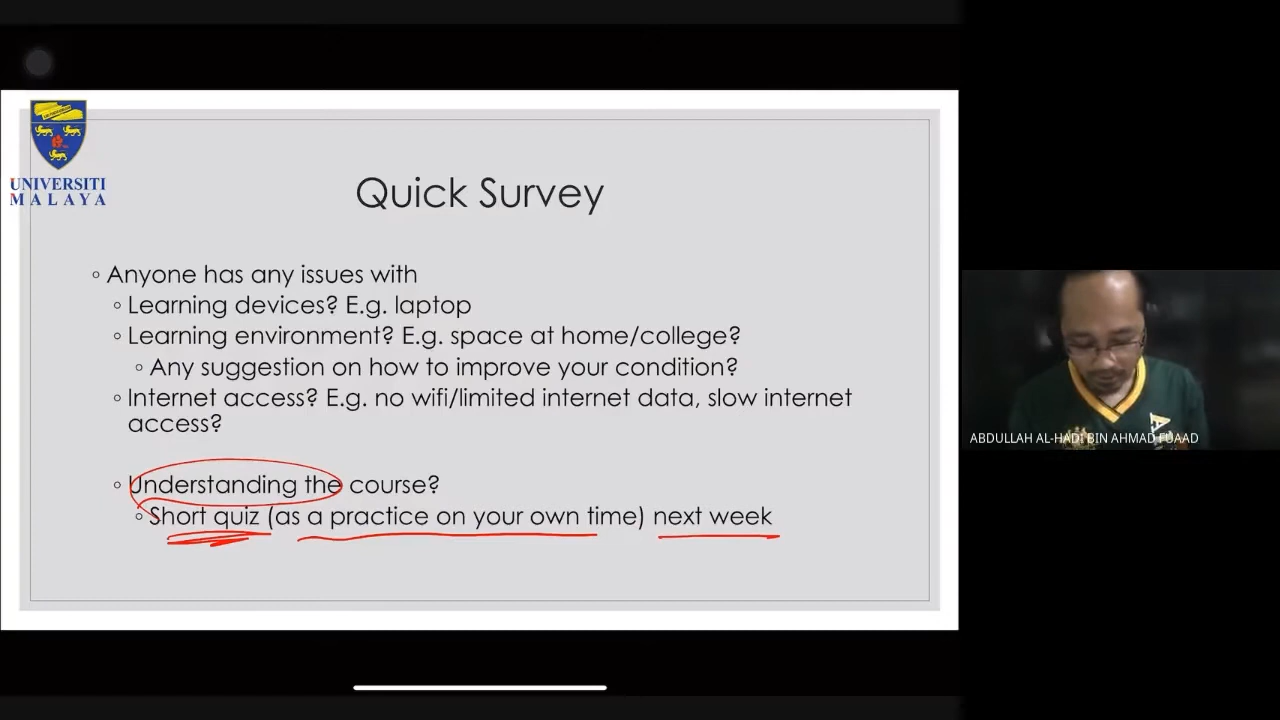 UNIVERSITI
MALAYA
Quick Survey
◦ Anyone has any issues with
◦ Learning devices? E.g. laptop
◦ Learning environment? E.g. space at home/college?
◦ Any suggestion on how to improve your condition?
◦ Internet access? E.g. no wifi/limited internet data, slow internet
access?
◦ Understanding the course?
◦ Short quiz (as a practice on your own time) next week
ABDULLAH AL-HADI BIN AHMAD FUAAD